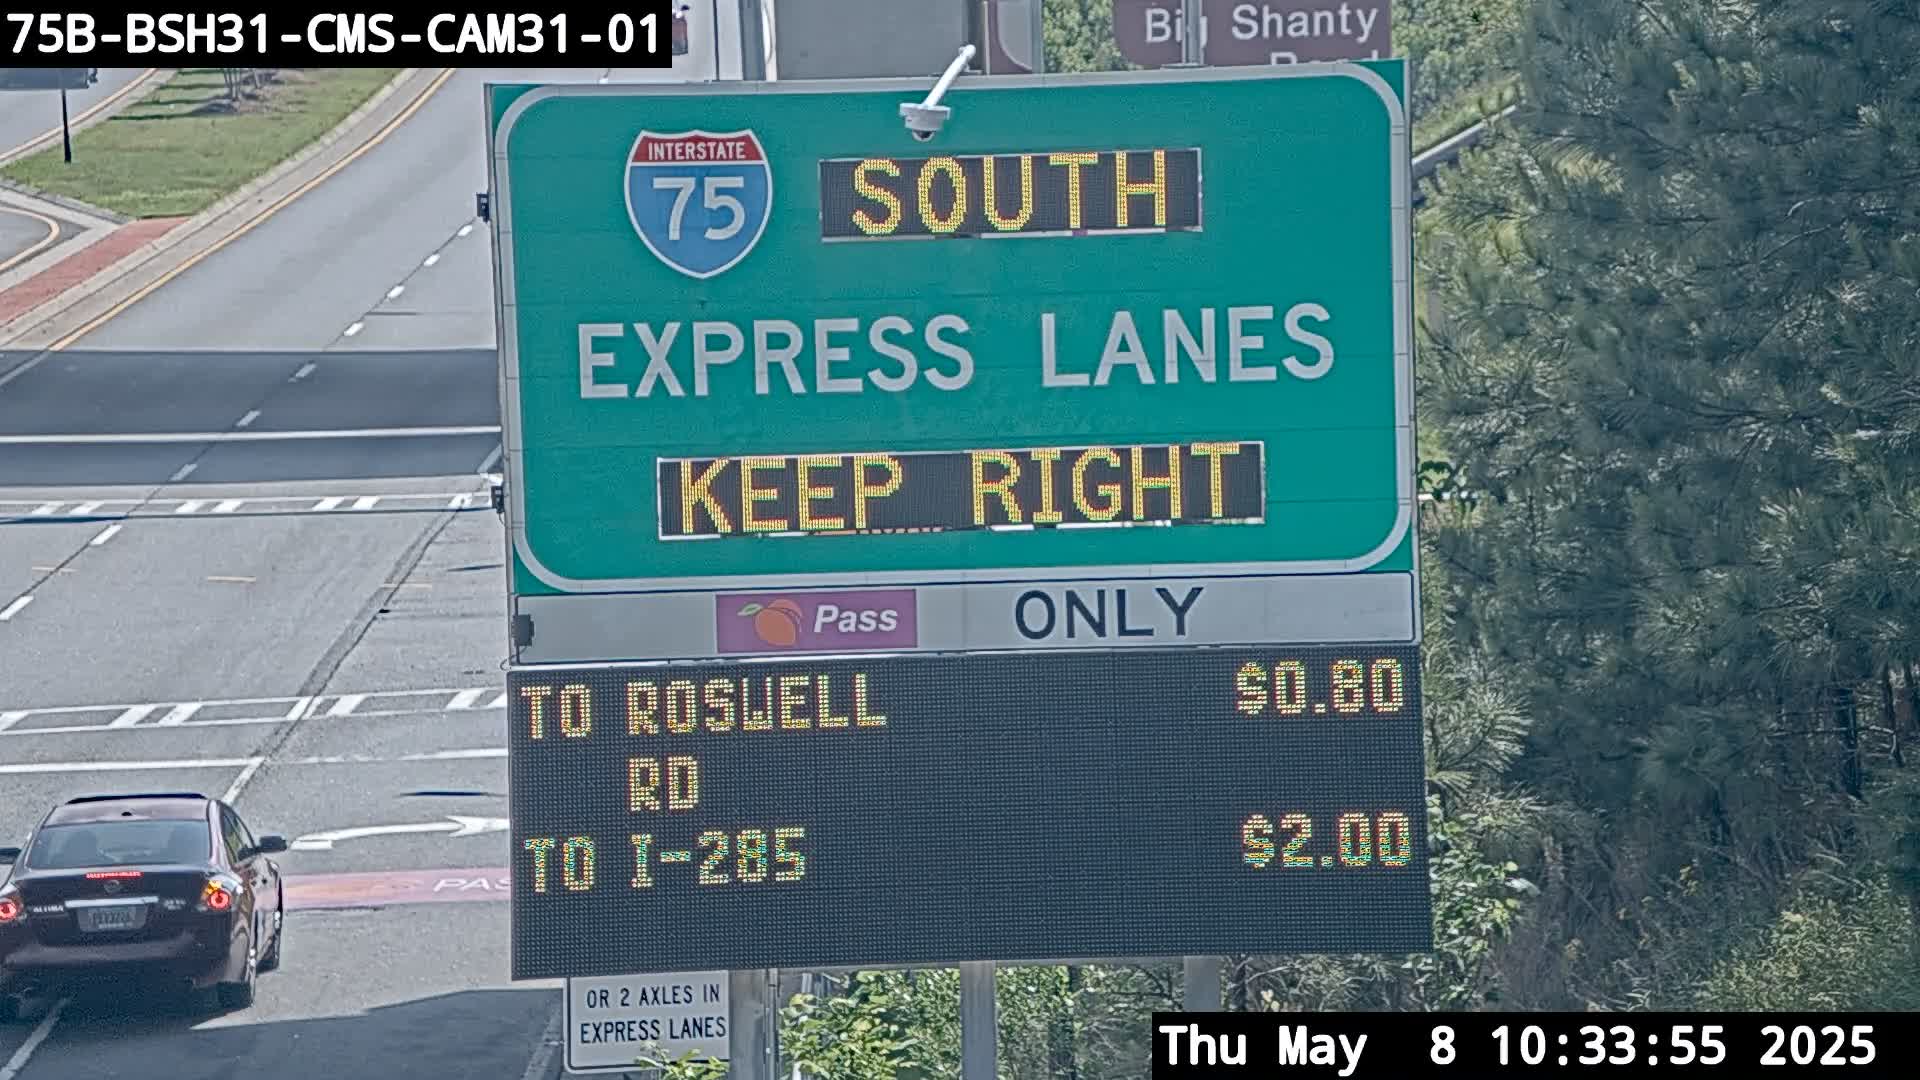 75B-BSH31-CMS-CAM31-01
Big Shanty
INTERSTATE
75
SOUTH
EXPRESS LANES
KEEP RIGHT
Pass
ONLY
TO ROSWELL $0.80
RD
TO I-285 $2.00
ALTIMA
OR 2 AXLES IN
EXPRESS LANES
Thu May 8 10:33:55 2025